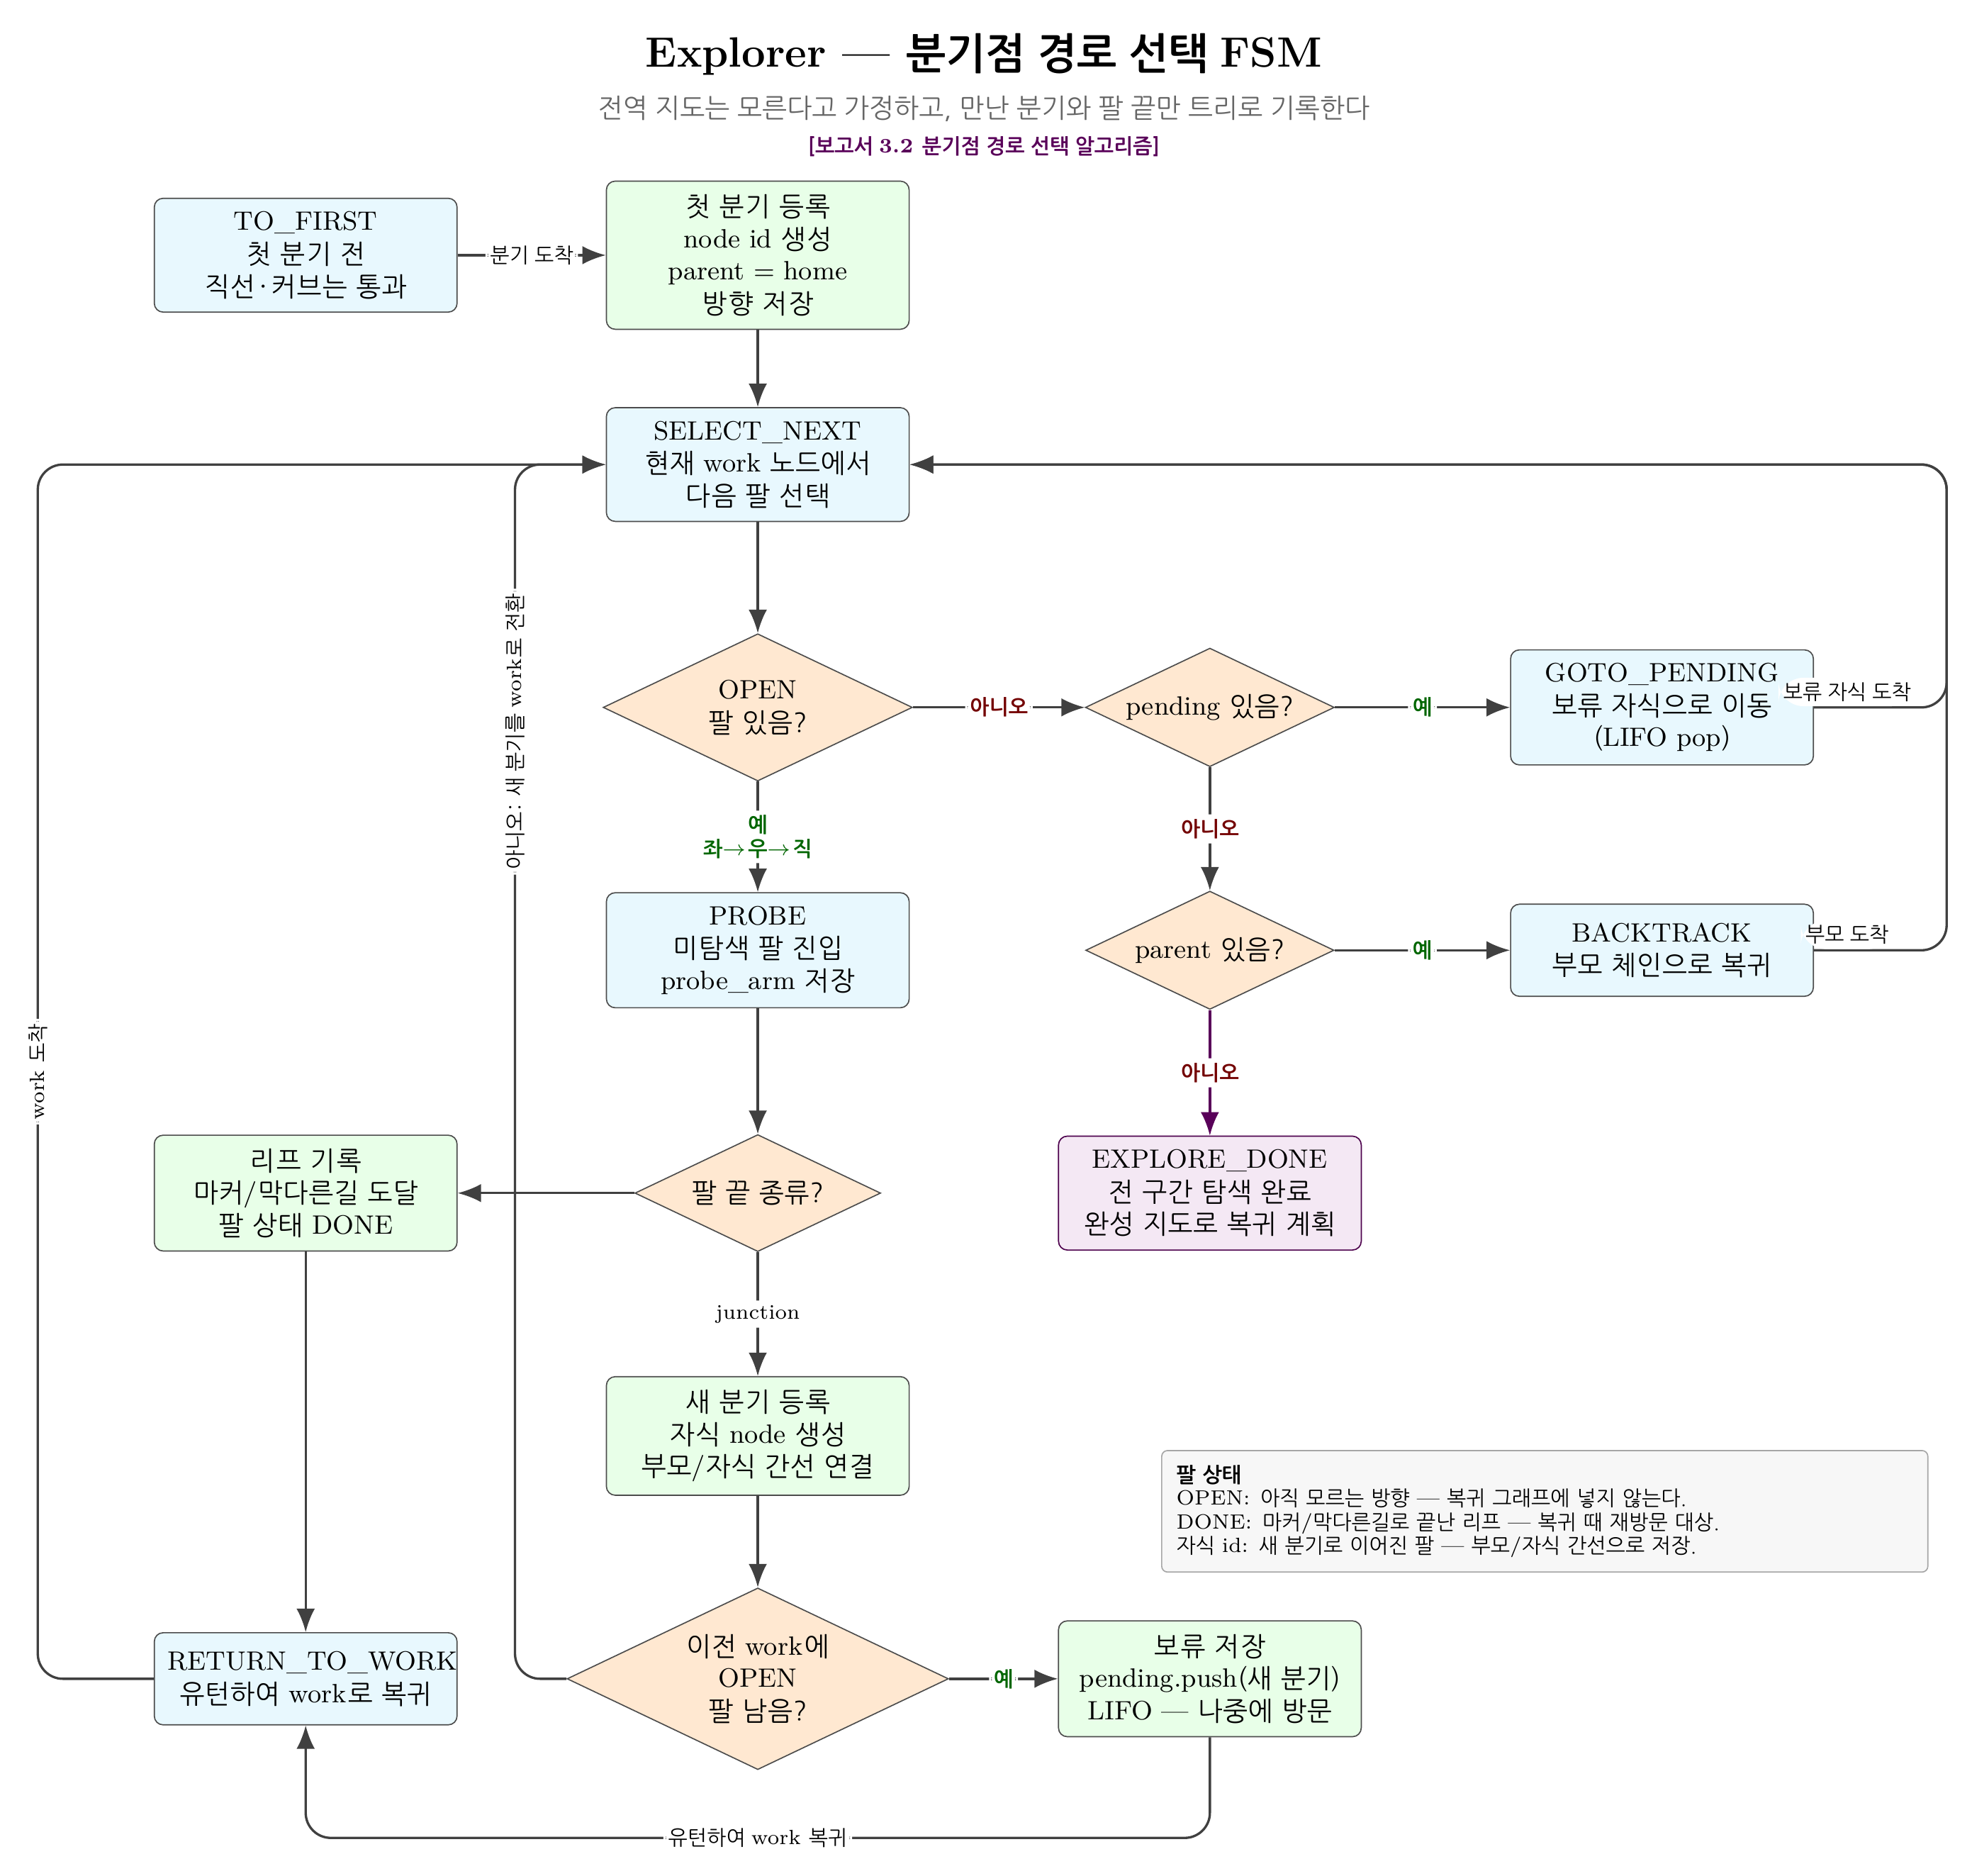 Explorer — 분기점 경로 선택 FSM
전역 지도는 모른다고 가정하고, 만난 분기와 팔 끝만 트리로 기록한다
[보고서 3.2 분기점 경로 선택 알고리즘]
TO_FIRST
첫 분기 전
직선·커브는 통과
분기 도착
첫 분기 등록
node id 생성
parent = home
방향 저장
SELECT_NEXT
현재 work 노드에서
다음 팔 선택
OPEN
팔 있음?
아니오
pending 있음?
예
GOTO_PENDING
보류 자식으로 이동
(LIFO pop)
보류 자식 도착
예
좌→우→직
아니오
아니오: 새 분기를 work로 전환
PROBE
미탐색 팔 진입
probe_arm 저장
parent 있음?
예
BACKTRACK
부모 체인으로 복귀
부모 도착
work 도착
아니오
리프 기록
마커/막다른길 도달
팔 상태 DONE
팔 끝 종류?
EXPLORE_DONE
전 구간 탐색 완료
완성 지도로 복귀 계획
junction
새 분기 등록
자식 node 생성
부모/자식 간선 연결
팔 상태
OPEN: 아직 모르는 방향 — 복귀 그래프에 넣지 않는다.
DONE: 마커/막다른길로 끝난 리프 — 복귀 때 재방문 대상.
자식 id: 새 분기로 이어진 팔 — 부모/자식 간선으로 저장.
RETURN_TO_WORK
유턴하여 work로 복귀
이전 work에
OPEN
팔 남음?
예
보류 저장
pending.push(새 분기)
LIFO — 나중에 방문
유턴하여 work 복귀